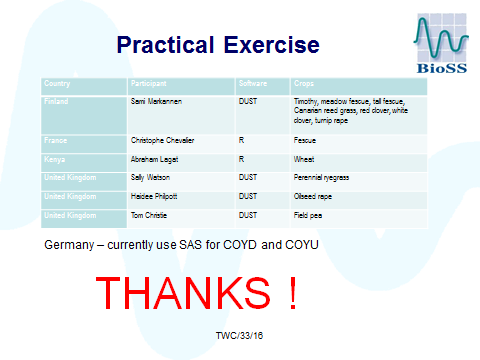 Practical Exercise
BioSS
Country Participant Software Crops
Finland Sami Markannen DUST Timothy, meadow fescue, tall fescue,
Canarian reed grass, red clover, white
clover, turnip rape
France Christophe Chevalier R Fescue
Kenya Abraham Lagat R Wheat
United Kingdom Sally Watson DUST Perennial ryegrass
United Kingdom Haidee Philpott DUST Oilseed rape
United Kingdom Tom Christie DUST Field pea
Germany – currently use SAS for COYD and COYU
THANKS !
TWC/33/16